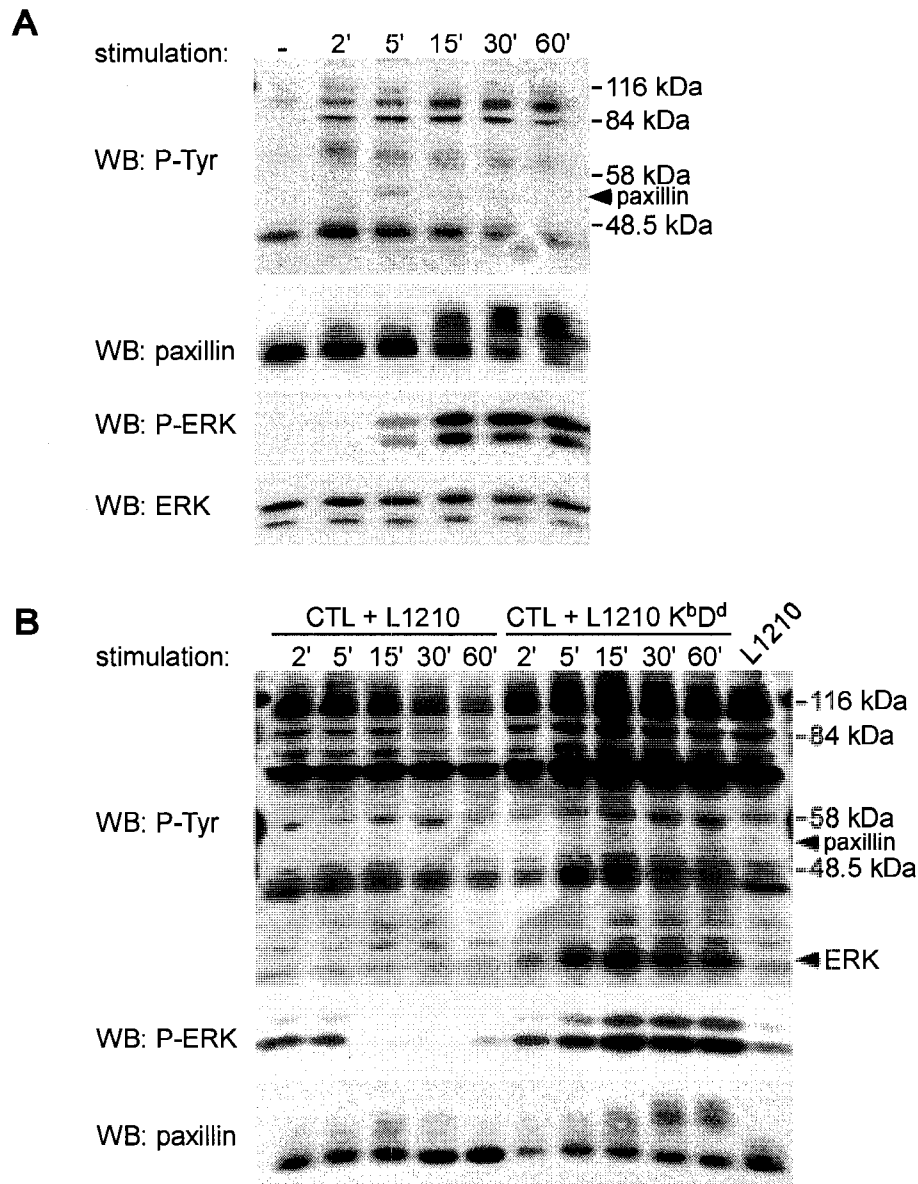 A
stimulation: - 2' 5' 15' 30' 60'
-116 kDa
-84 kDa
WB: P-Tyr
-58 kDa
paxillin
-48.5 kDa
WB: paxillin
WB: P-ERK
WB: ERK
B
CTL + L1210 CTL + L1210 KᵇDᵈ L1210
stimulation: 2' 5' 15' 30' 60' 2' 5' 15' 30' 60'
-116 kDa
-84 kDa
WB: P-Tyr
-58 kDa
paxillin
-48.5 kDa
ERK
WB: P-ERK
WB: paxillin